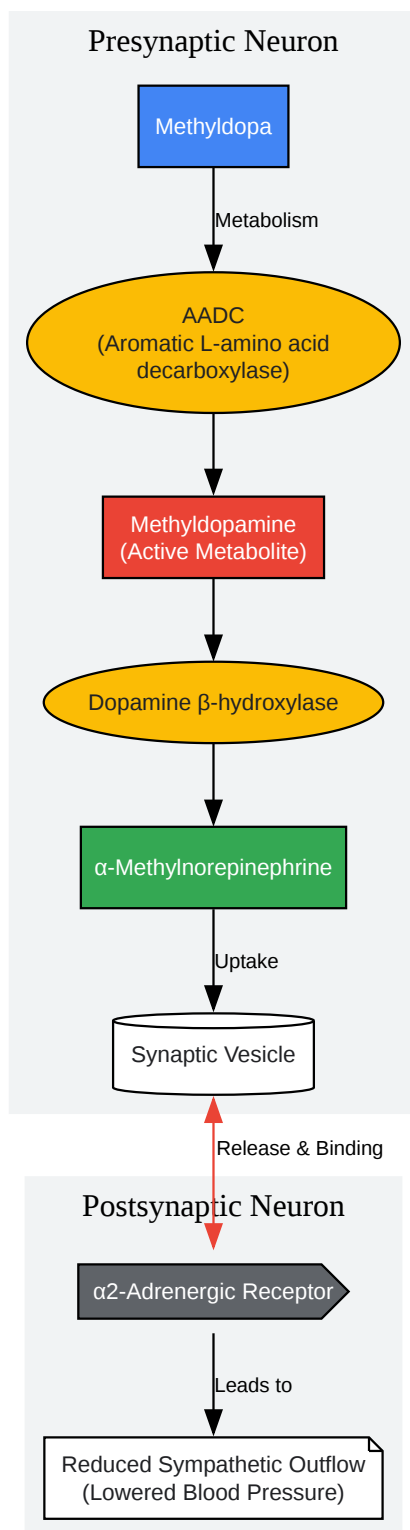 Presynaptic Neuron
Methyldopa
Metabolism
AADC
(Aromatic L-amino acid
decarboxylase)
Methyldopamine
(Active Metabolite)
Dopamine β-hydroxylase
α-Methylnorepinephrine
Uptake
Synaptic Vesicle
Release & Binding
Postsynaptic Neuron
α2-Adrenergic Receptor
Leads to
Reduced Sympathetic Outflow
(Lowered Blood Pressure)